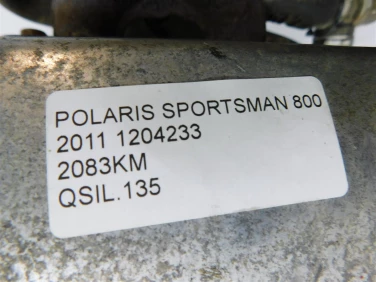 POLARIS SPORTSMAN 800
2011 1204233
2083KM
QSIL.135